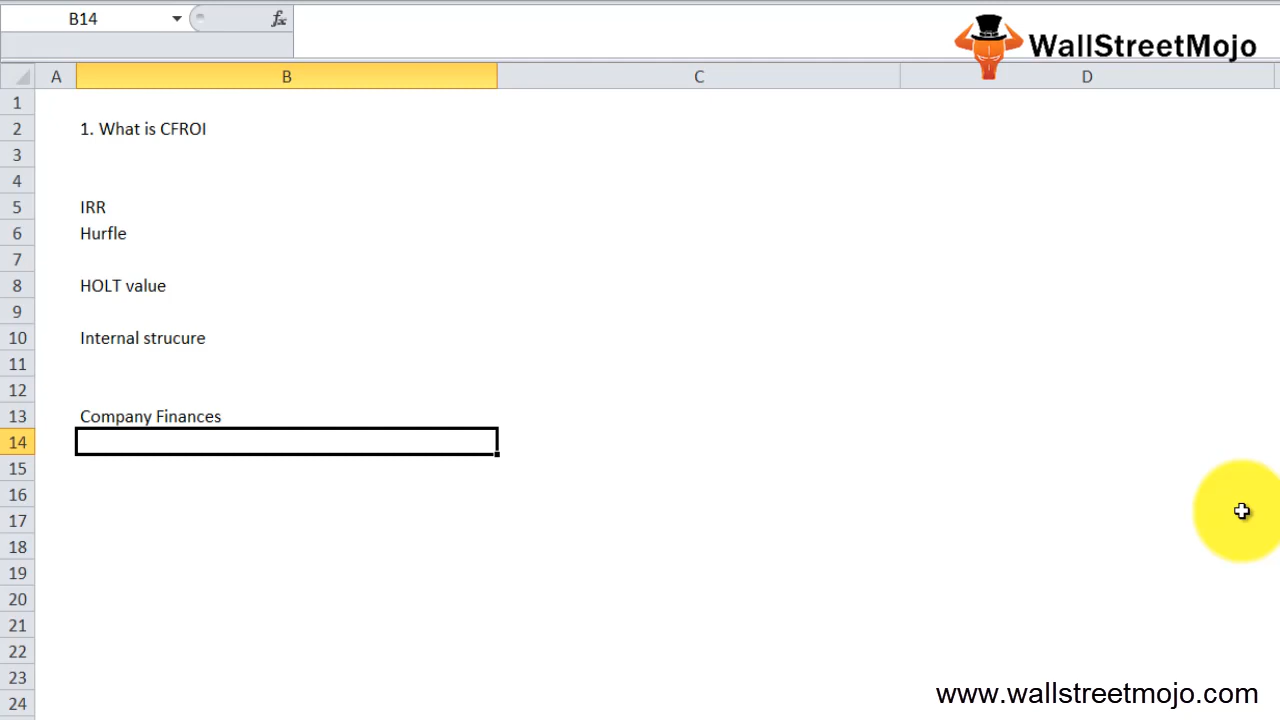 B14
fx
WallStreetMojo
A B C D
1
2 1. What is CFROI
3
4
5 IRR
6 Hurfle
7
8 HOLT value
9
10 Internal strucure
11
12
13 Company Finances
14
15
16
17
18
19
20
21
22
23
24
www.wallstreetmojo.com